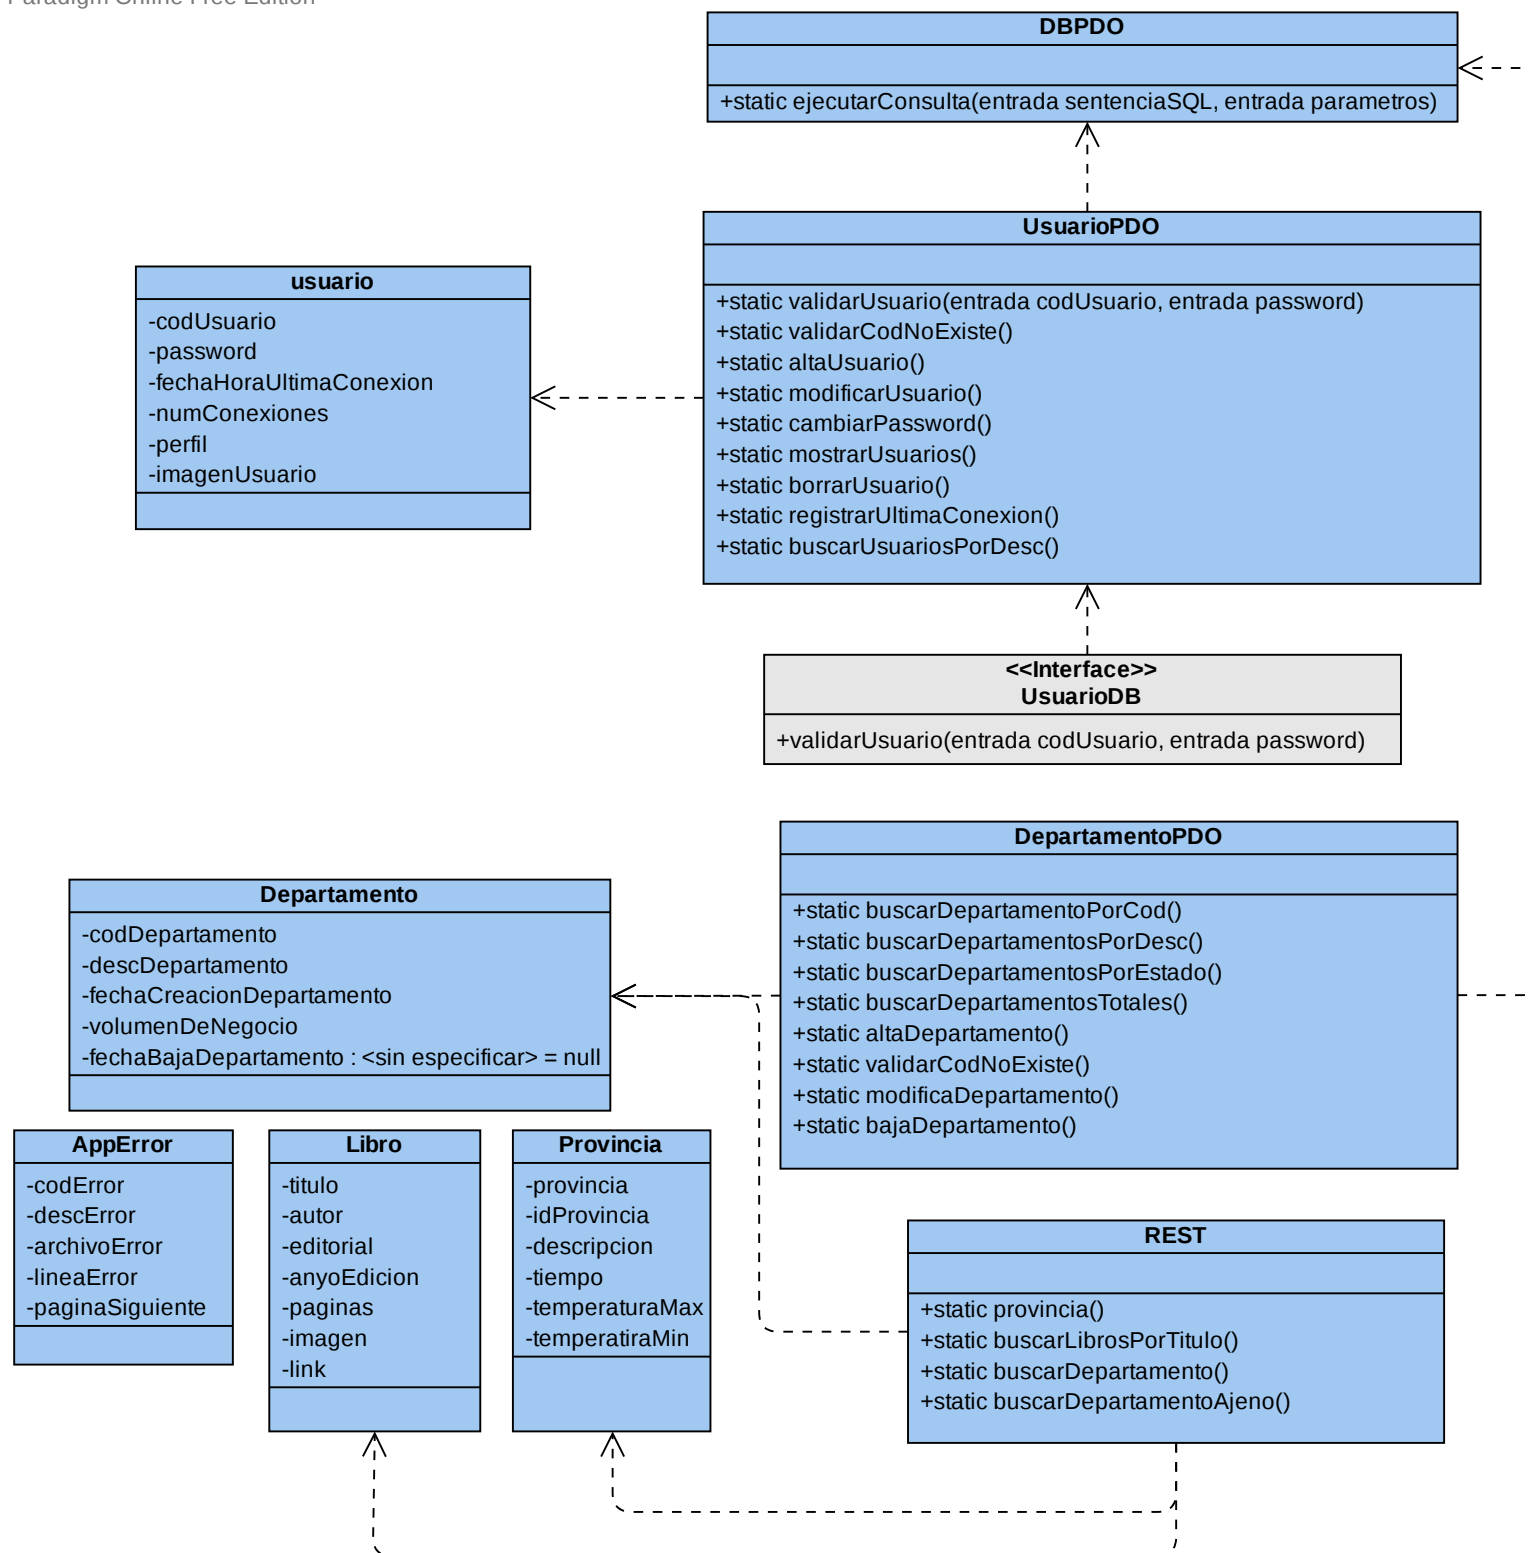 Paradigm Online Free Edition
DBPDO
+static ejecutarConsulta(entrada sentenciaSQL, entrada parametros)
UsuarioPDO
+static validarUsuario(entrada codUsuario, entrada password)
+static validarCodNoExiste()
+static altaUsuario()
+static modificarUsuario()
+static cambiarPassword()
+static mostrarUsuarios()
+static borrarUsuario()
+static registrarUltimaConexion()
+static buscarUsuariosPorDesc()
usuario
-codUsuario
-password
-fechaHoraUltimaConexion
-numConexiones
-perfil
-imagenUsuario
<<Interface>>
UsuarioDB
+validarUsuario(entrada codUsuario, entrada password)
DepartamentoPDO
+static buscarDepartamentoPorCod()
+static buscarDepartamentosPorDesc()
+static buscarDepartamentosPorEstado()
+static buscarDepartamentosTotales()
+static altaDepartamento()
+static validarCodNoExiste()
+static modificaDepartamento()
+static bajaDepartamento()
Departamento
-codDepartamento
-descDepartamento
-fechaCreacionDepartamento
-volumenDeNegocio
-fechaBajaDepartamento : <sin especificar> = null
AppError
-codError
-descError
-archivoError
-lineaError
-paginaSiguiente
Libro
-titulo
-autor
-editorial
-anyoEdicion
-paginas
-imagen
-link
Provincia
-provincia
-idProvincia
-descripcion
-tiempo
-temperaturaMax
-temperatiraMin
REST
+static provincia()
+static buscarLibrosPorTitulo()
+static buscarDepartamento()
+static buscarDepartamentoAjeno()